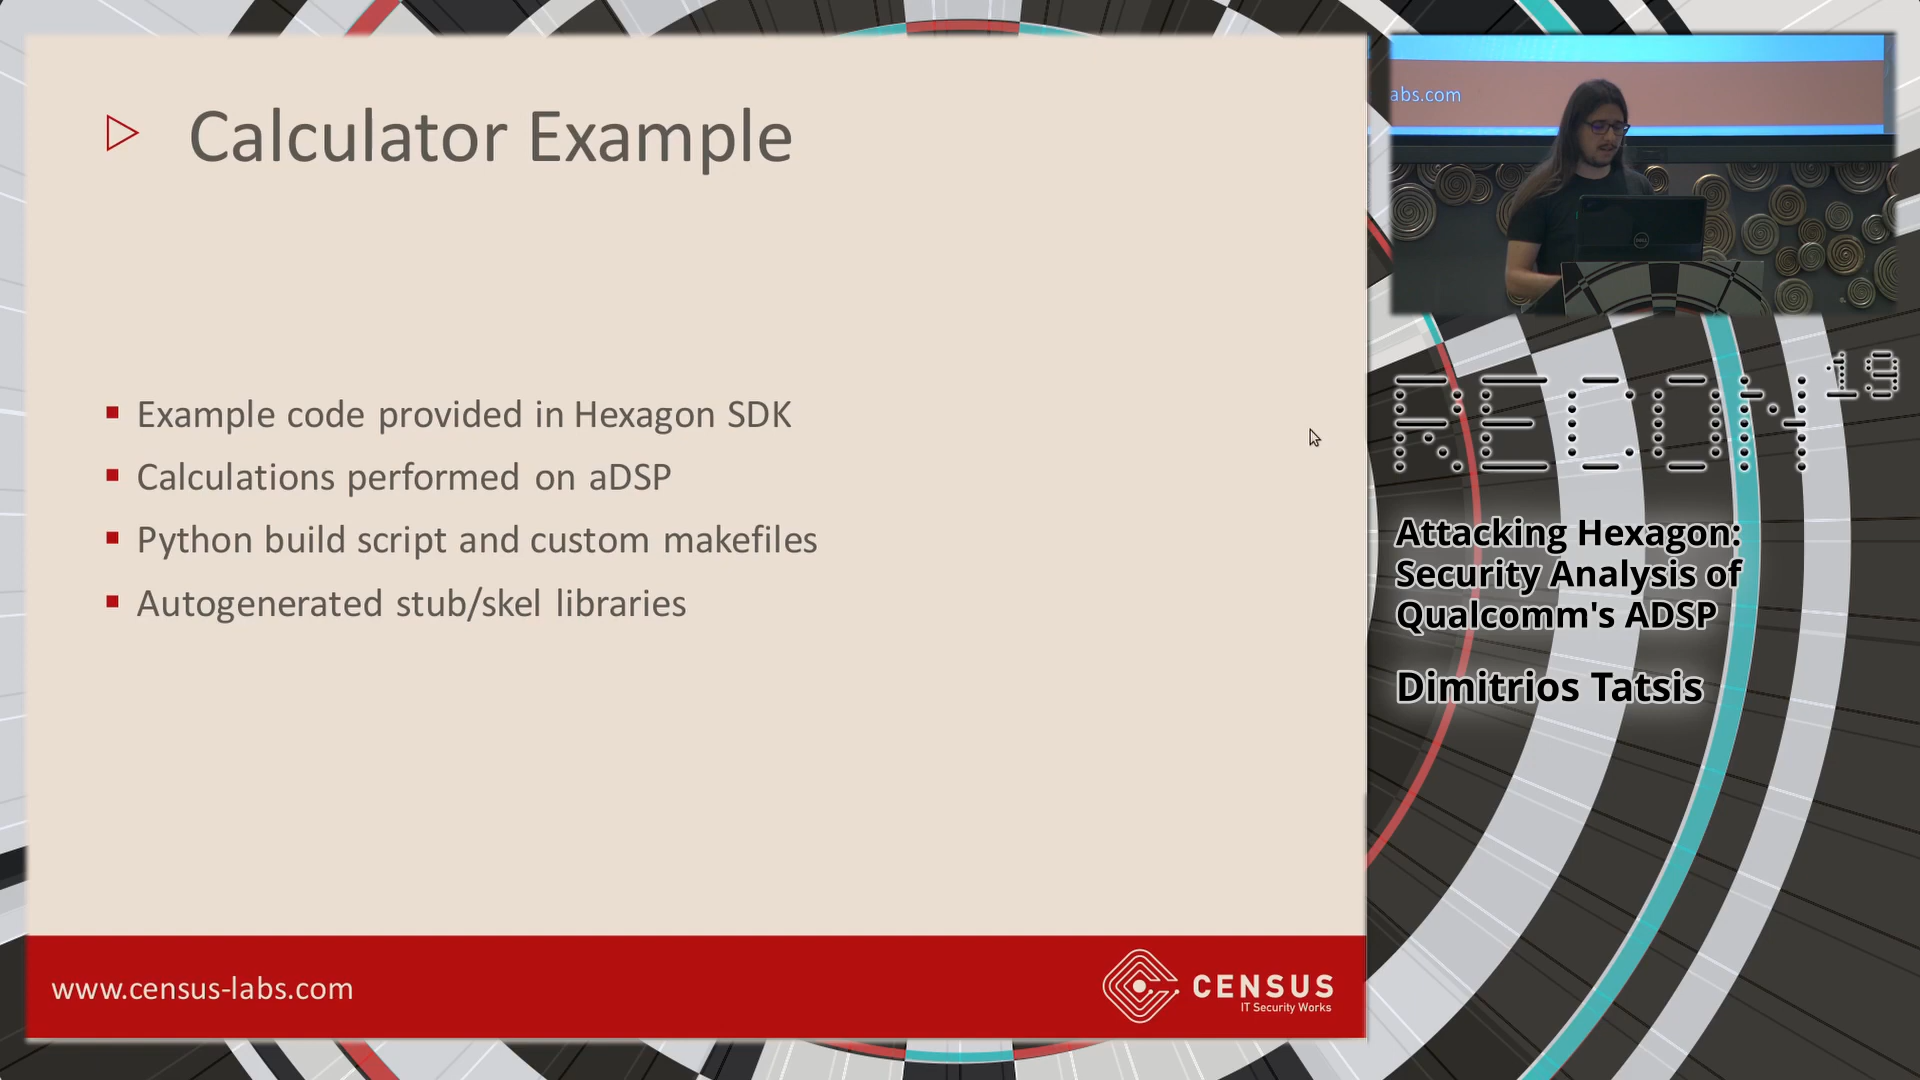 Calculator Example
Example code provided in Hexagon SDK
Calculations performed on aDSP
Python build script and custom makefiles
Autogenerated stub/skel libraries
www.census-labs.com
CENSUS
IT Security Works
abs.com
DELL
RECON19
Attacking Hexagon:
Security Analysis of
Qualcomm's ADSP
Dimitrios Tatsis